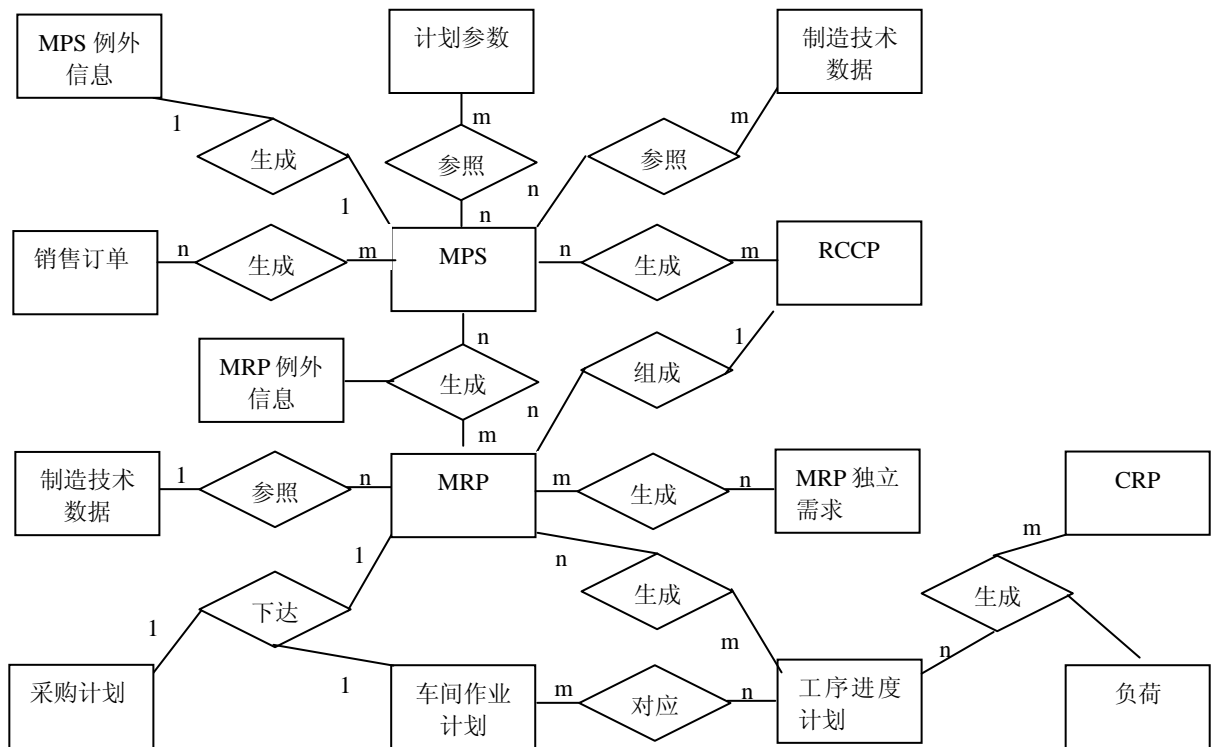 MPS 例外
信息
计划参数
制造技术
数据
1
m
m
生成
参照
参照
n
1
n
销售订单
n
生成
m
MPS
n
生成
m
RCCP
n
1
MRP 例外
信息
生成
组成
n
m
制造技术
数据
1
参照
n
MRP
m
生成
n
MRP 独立
需求
CRP
m
1
n
下达
生成
生成
1
m
n
1
采购计划
车间作业
计划
m
对应
n
工序进度
计划
负荷